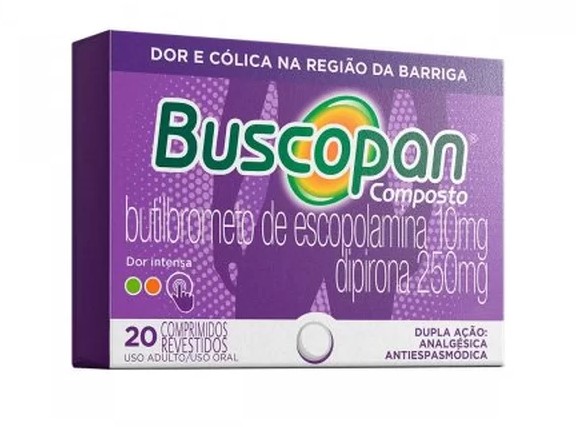 DOR E CÓLICA NA REGIÃO DA BARRIGA
Buscopan®
Composto
butilbrometo de escopolamina 10mg
dipirona 250mg
Dor intensa
20 COMPRIMIDOS REVESTIDOS
USO ADULTO/USO ORAL
DUPLA AÇÃO:
ANALGÉSICA
ANTIESPASMÓDICA